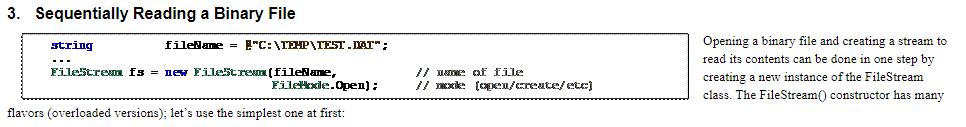 3. Sequentially Reading a Binary File
string fileName = @"C:\TEMP\TEST.DAT";
...
FileStream fs = new FileStream(fileName, // name of file
FileMode.Open); // mode (open/create/etc)
Opening a binary file and creating a stream to
read its contents can be done in one step by
creating a new instance of the FileStream
class. The FileStream() constructor has many
flavors (overloaded versions); let's use the simplest one at first: